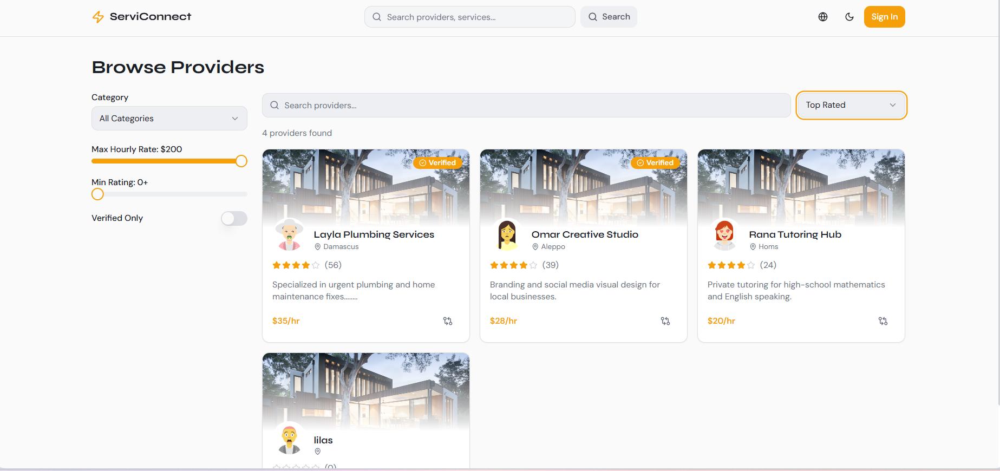 ServiConnect
Search providers, services...
Search
Sign In
Browse Providers
Category
All Categories
Max Hourly Rate: $200
Min Rating: 0+
Verified Only
Search providers...
Top Rated
4 providers found
Verified
Layla Plumbing Services
Damascus
(56)
Specialized in urgent plumbing and home
maintenance fixes........
$35/hr
Verified
Omar Creative Studio
Aleppo
(39)
Branding and social media visual design for
local businesses.
$28/hr
Rana Tutoring Hub
Homs
(24)
Private tutoring for high-school mathematics
and English speaking.
$20/hr
lilas
(0)